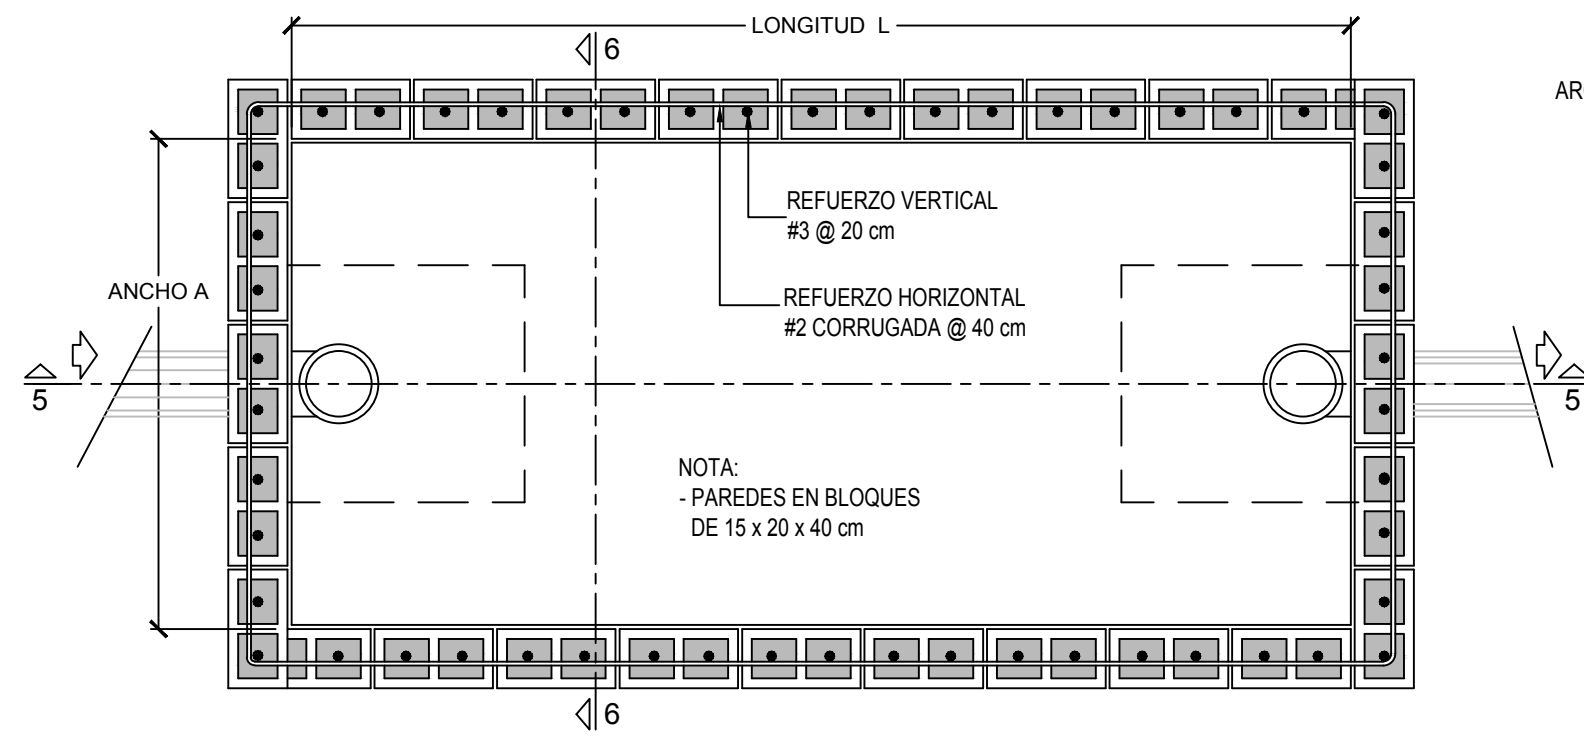 LONGITUD L
6
REFUERZO VERTICAL
#3 @ 20 cm
ANCHO A
REFUERZO HORIZONTAL
#2 CORRUGADA @ 40 cm
5
5
NOTA:
- PAREDES EN BLOQUES
DE 15 x 20 x 40 cm
6